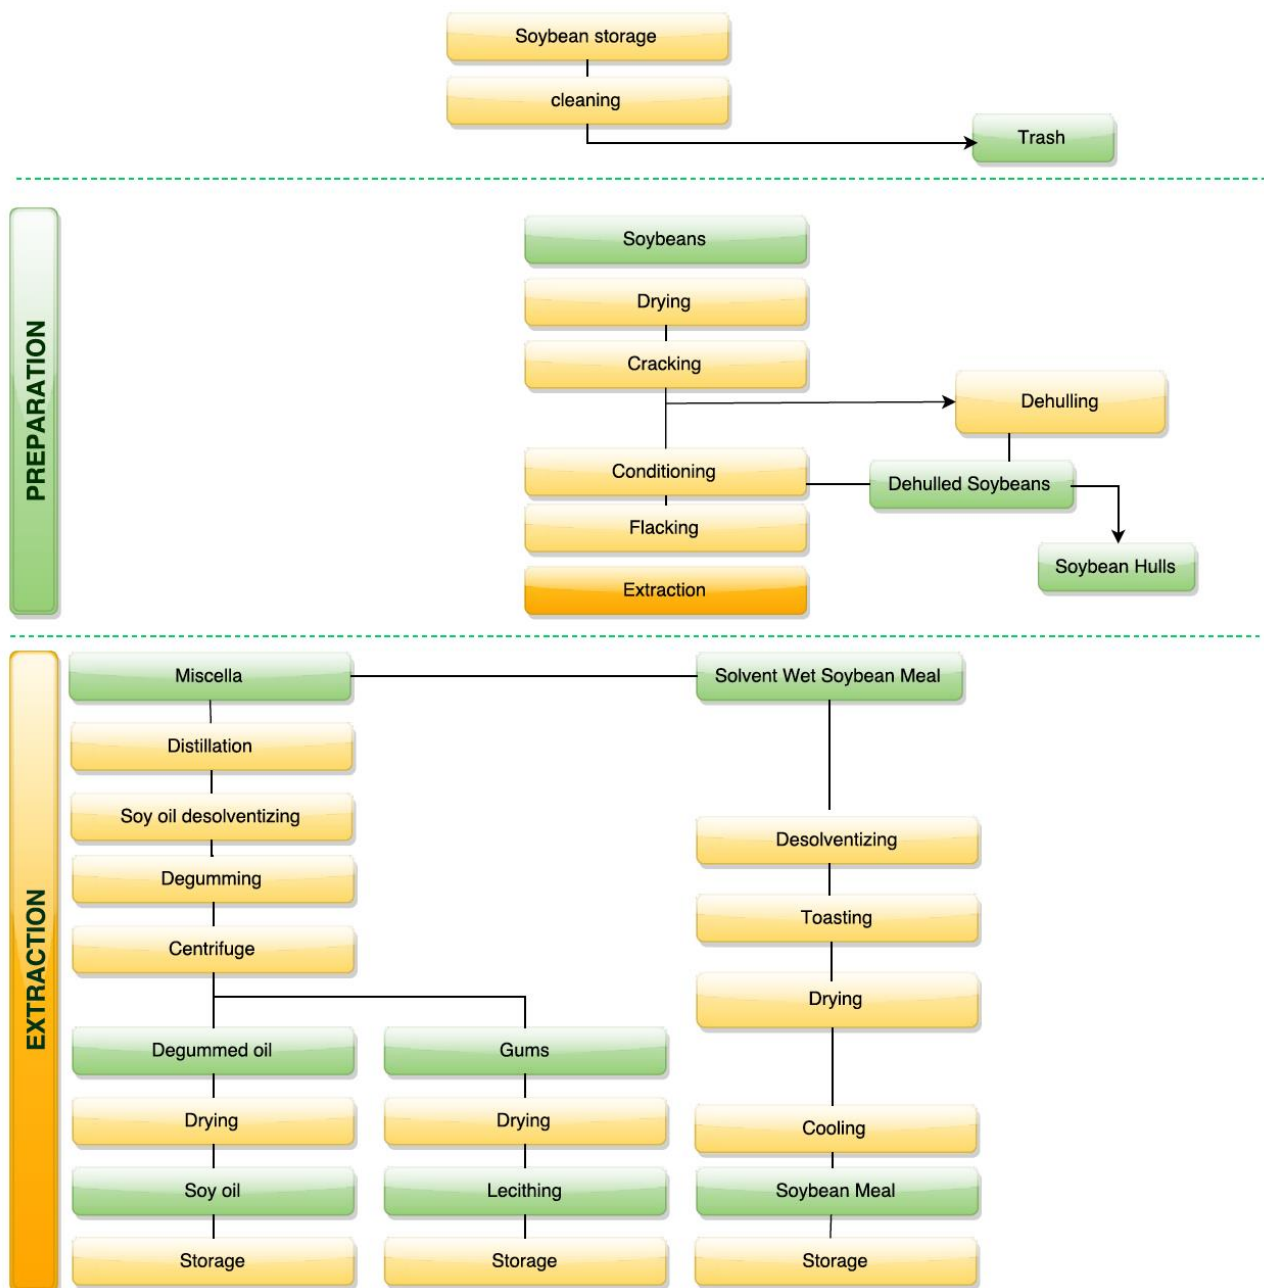 Soybean storage
cleaning
Trash
PREPARATION
Soybeans
Drying
Cracking
Dehulling
Conditioning
Dehulled Soybeans
Flacking
Soybean Hulls
Extraction
EXTRACTION
Miscella
Solvent Wet Soybean Meal
Distillation
Soy oil desolventizing
Desolventizing
Degumming
Toasting
Centrifuge
Drying
Degummed oil
Gums
Drying
Drying
Cooling
Soy oil
Lecithing
Soybean Meal
Storage
Storage
Storage